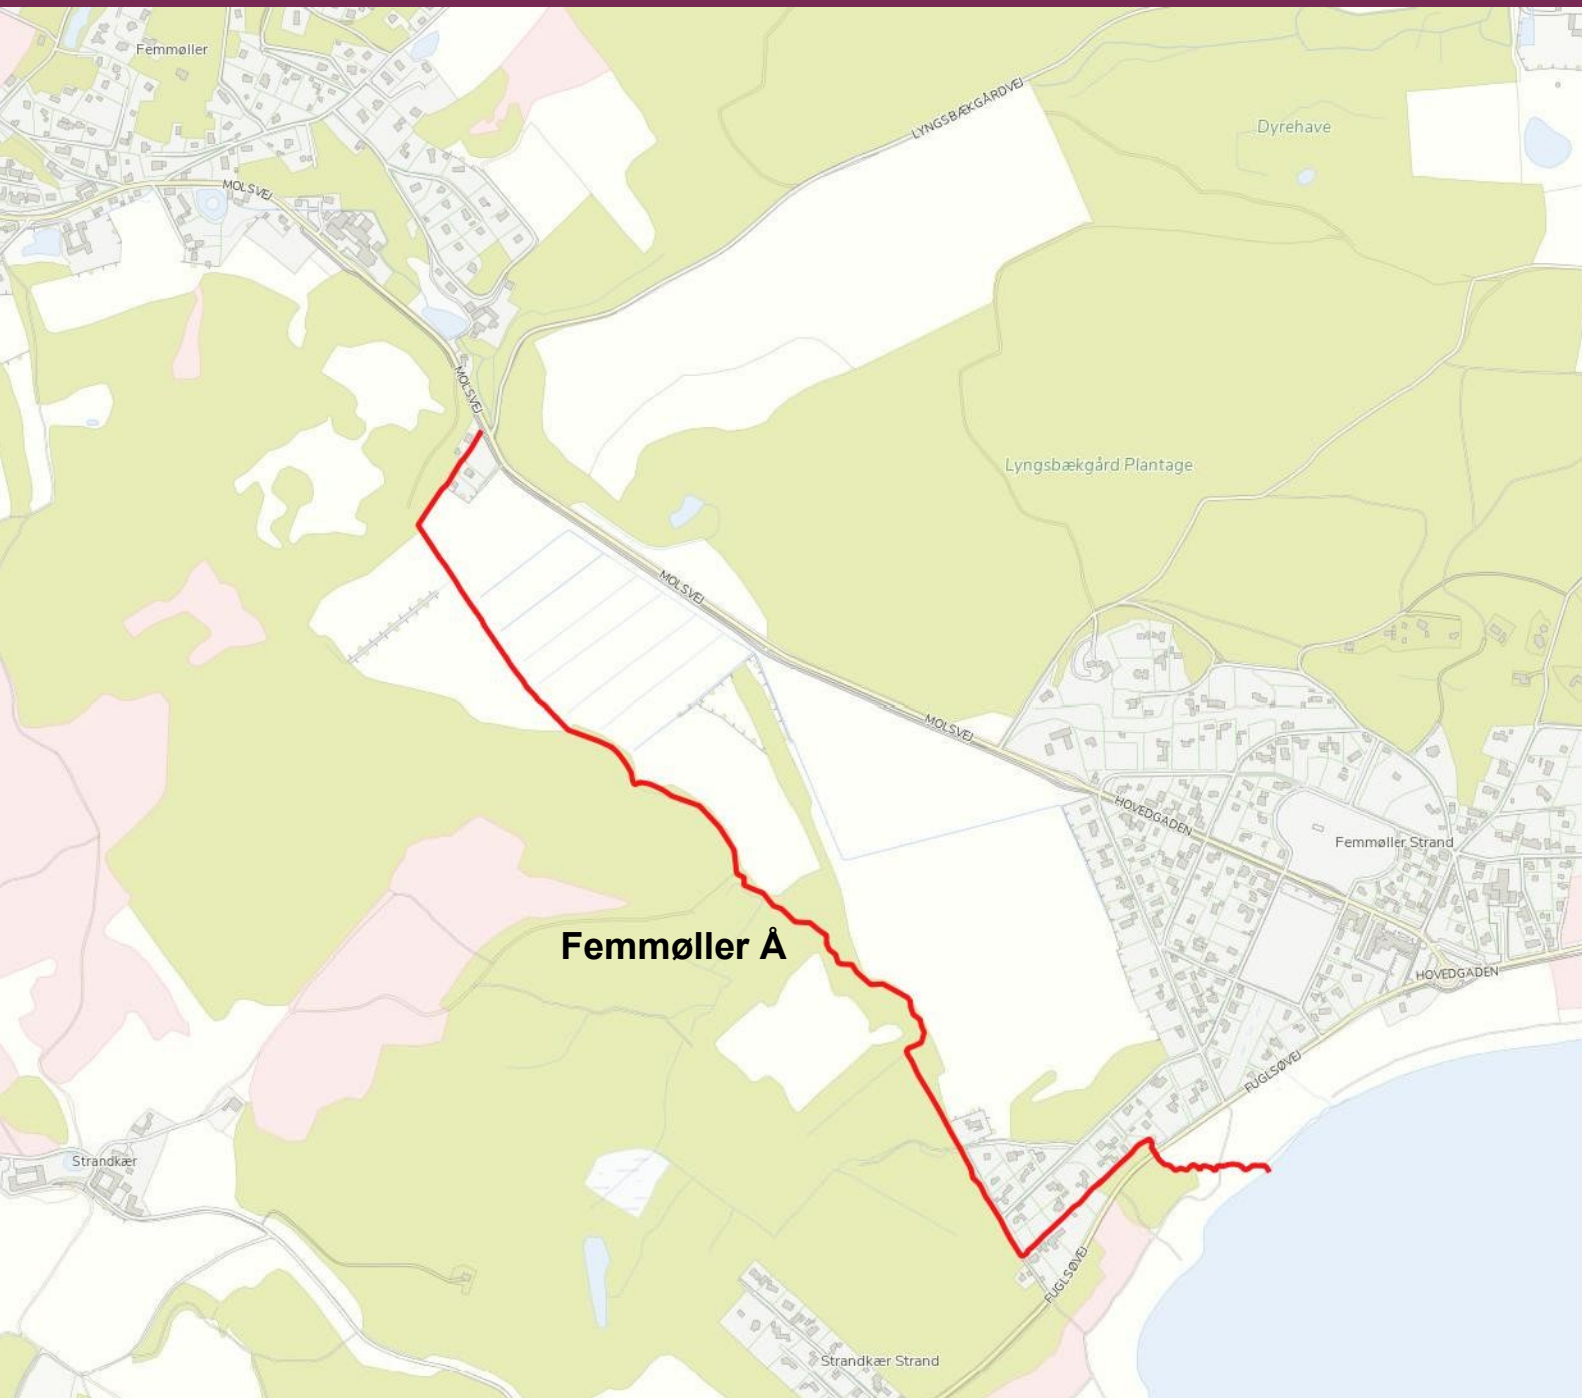 Femmøller
LYNGSBÆKGÅRDVEJ
Dyrehave
MOLSVEJ
MOLSVEJ
Lyngsbækgård Plantage
MOLSVEJ
MOLSVEJ
HOVEDGADEN
Femmøller Strand
Femmøller Å
HOVEDGADEN
FUGLSØVEJ
Strandkær
FUGLSØVEJ
Strandkær Strand